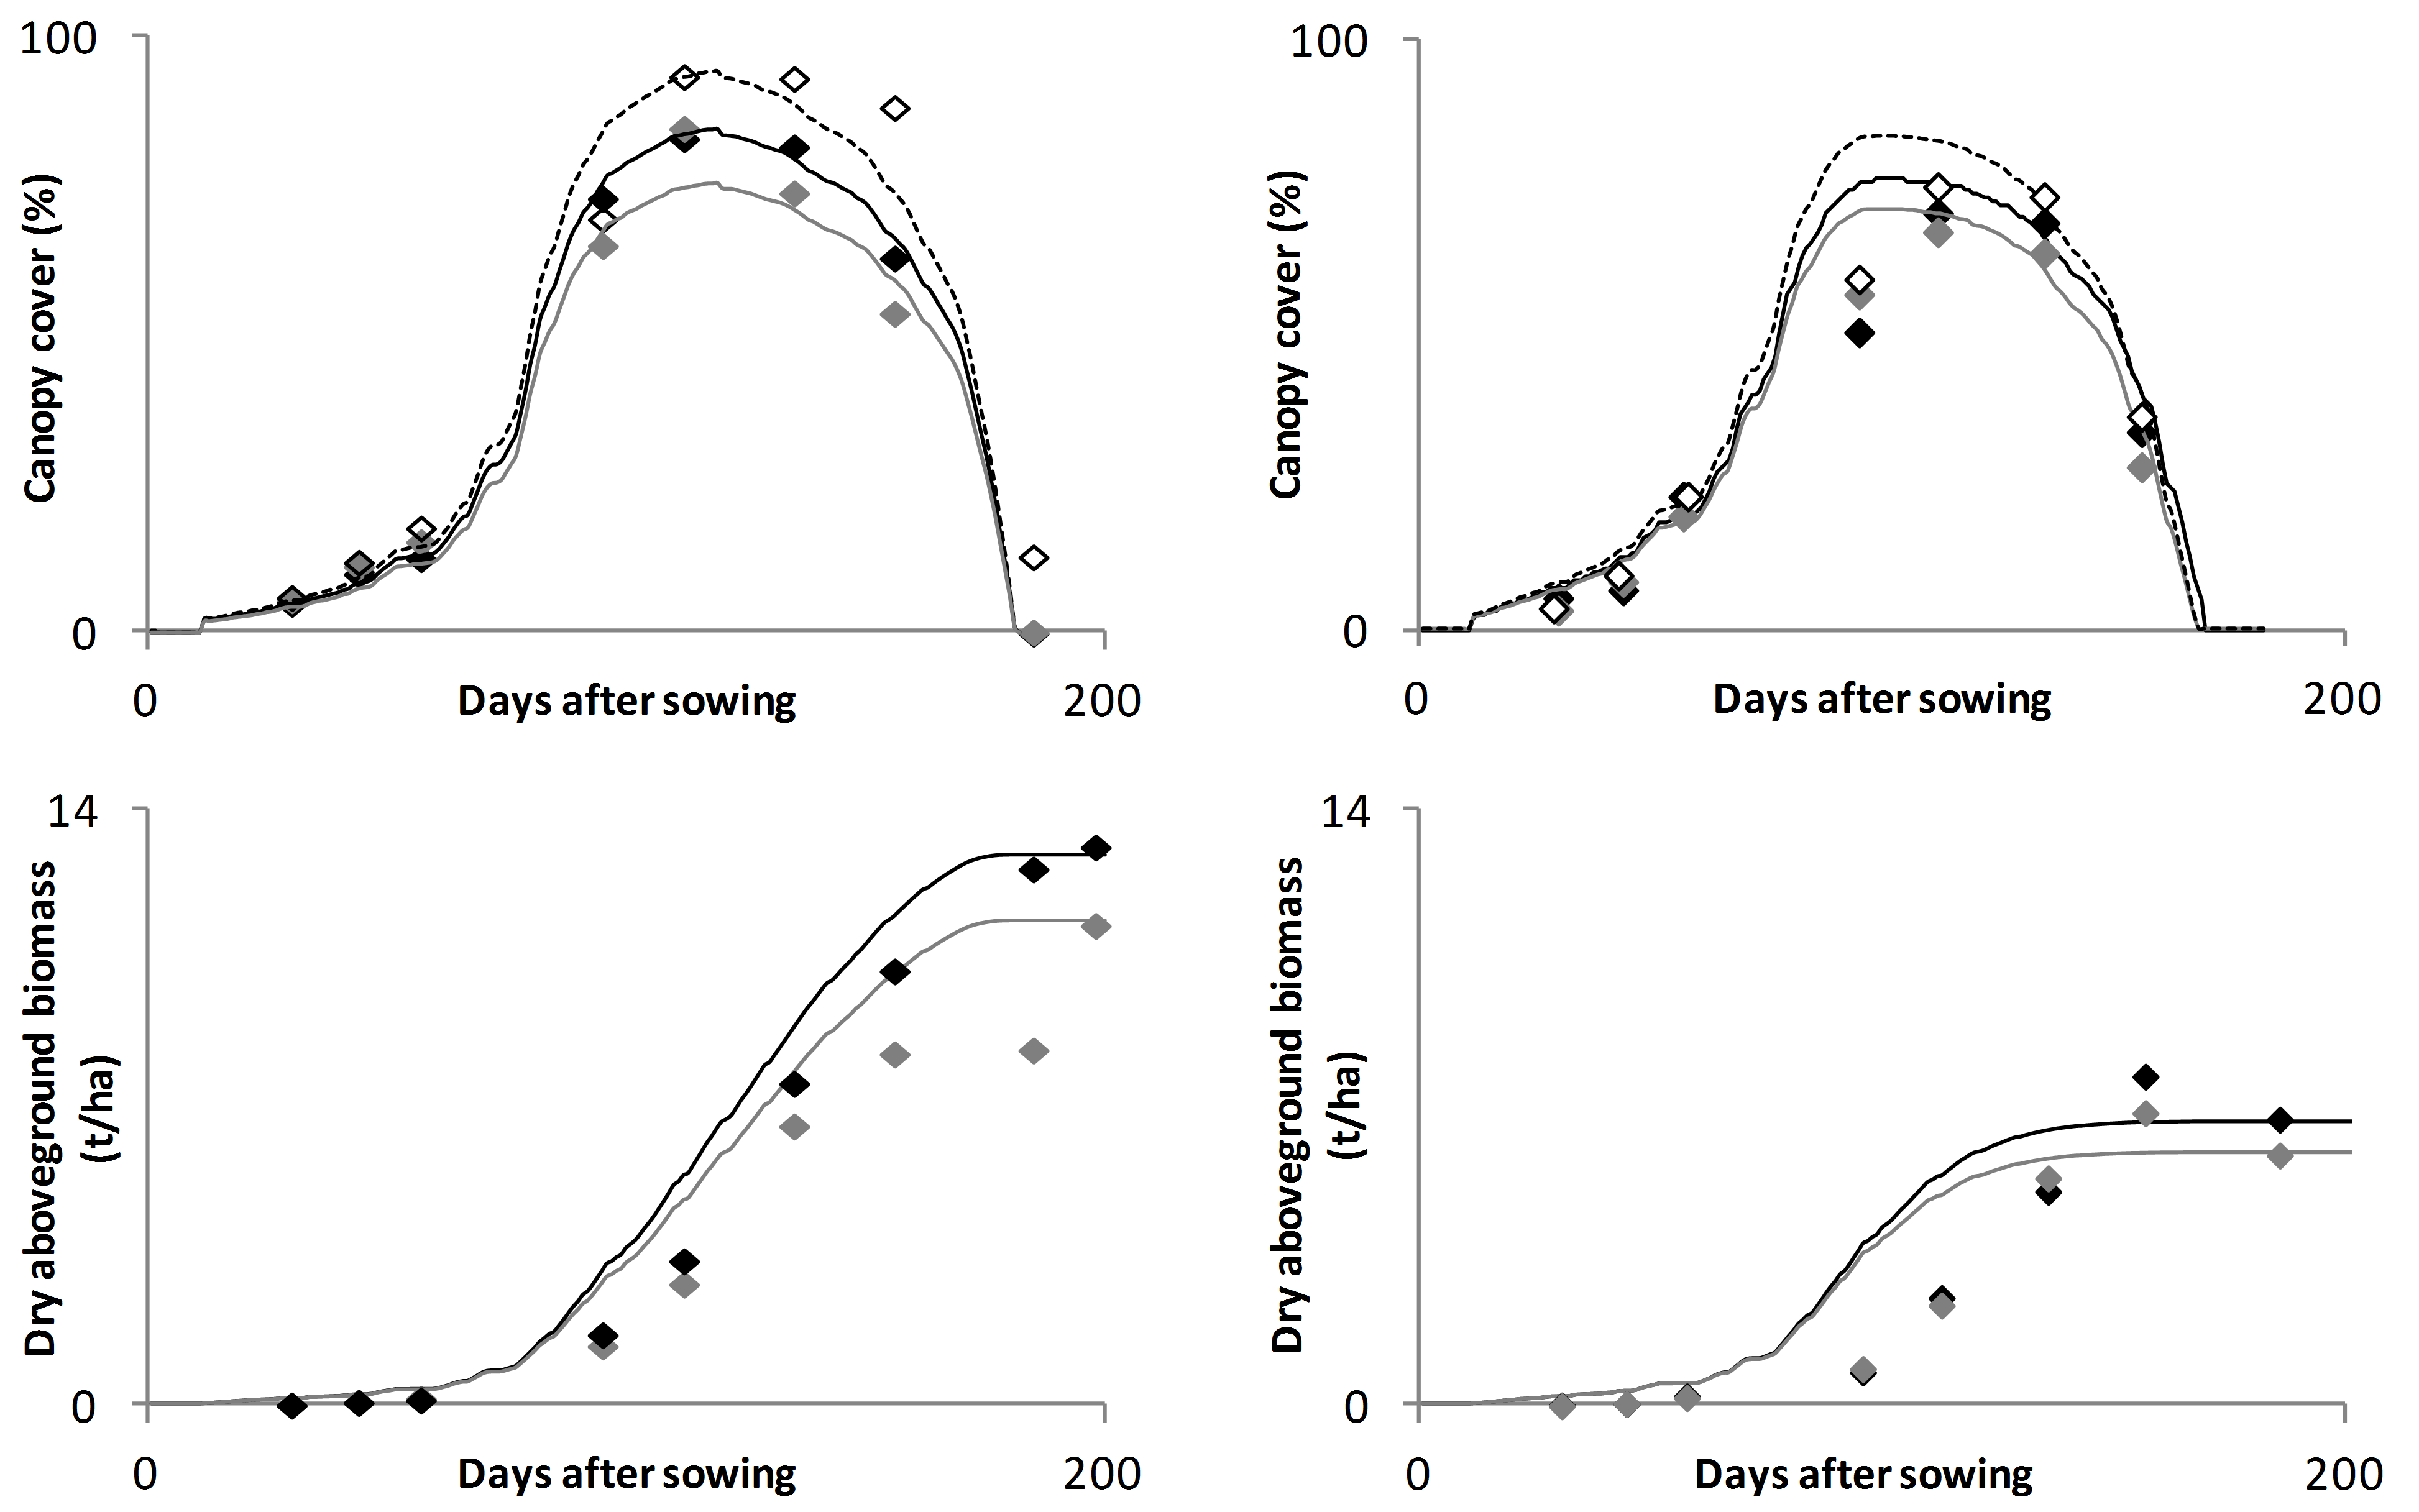 100
Canopy cover (%)
0
0
Days after sowing
200
100
Canopy cover (%)
0
0
Days after sowing
200
14
Dry aboveground biomass
(t/ha)
0
0
Days after sowing
200
14
Dry aboveground biomass
(t/ha)
0
0
Days after sowing
200